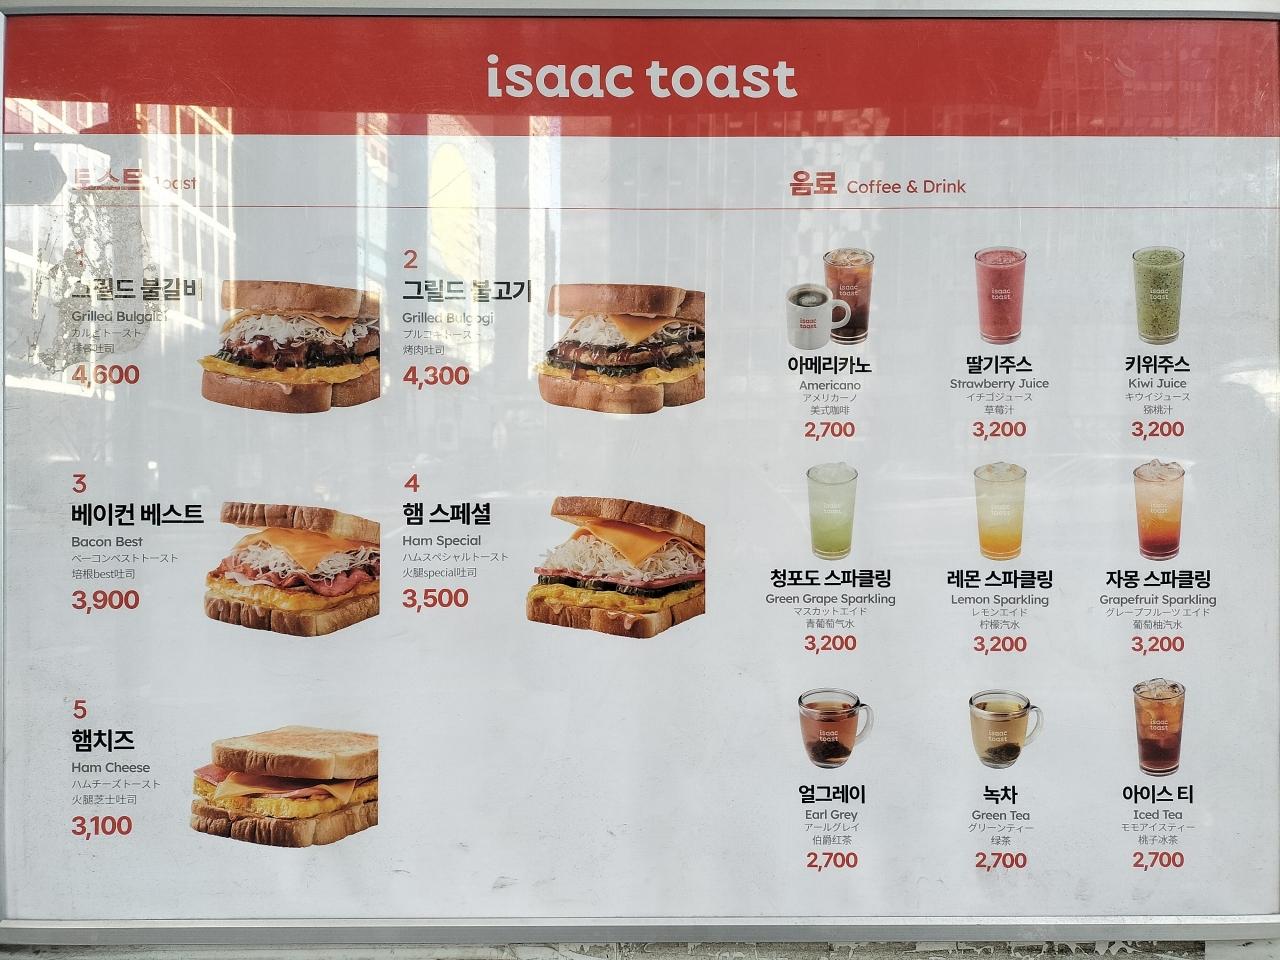 isaac toast
토스트 Toast
음료 Coffee & Drink
1
그릴드 불갈비
Grilled Bulgalbi
カルビトースト
排骨吐司
4,600
2
그릴드 불고기
Grilled Bulgogi
プルコギトースト
烤肉吐司
4,300
3
베이컨 베스트
Bacon Best
ベーコンベストトースト
培根best吐司
3,900
4
햄 스페셜
Ham Special
ハムスペシャルトースト
火腿special吐司
3,500
5
햄치즈
Ham Cheese
ハムチーズトースト
火腿芝士吐司
3,100
아메리카노
Americano
アメリカーノ
美式咖啡
2,700
딸기주스
Strawberry Juice
イチゴジュース
草莓汁
3,200
키위주스
Kiwi Juice
キウイジュース
猕桃汁
3,200
청포도 스파클링
Green Grape Sparkling
マスカットエイド
青葡萄气水
3,200
레몬 스파클링
Lemon Sparkling
レモンエイド
柠檬汽水
3,200
자몽 스파클링
Grapefruit Sparkling
グレープフルーツ エイド
葡萄柚汽水
3,200
얼그레이
Earl Grey
アールグレイ
伯爵红茶
2,700
녹차
Green Tea
グリーンティー
绿茶
2,700
아이스 티
Iced Tea
モモアイスティー
桃子冰茶
2,700